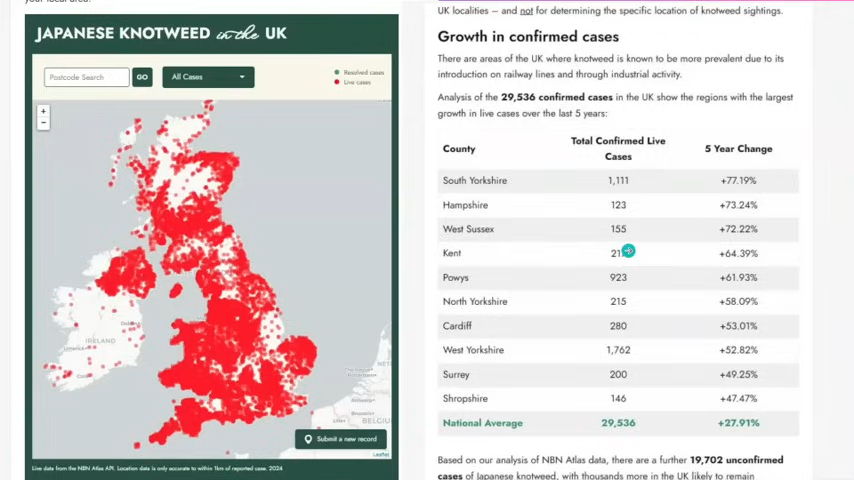 your local area.
JAPANESE KNOTWEED in the UK
Postcode Search
GO
All Cases
Resolved cases
Live cases
+
−
IRELAND
BELGIU
Submit a new record
Leaflet
Live data from the NBN Atlas API. Location data is only accurate to within 1km of reported case, 2024
UK localities – and not for determining the specific location of knotweed sightings.
Growth in confirmed cases
There are areas of the UK where knotweed is known to be more prevalent due to its
introduction on railway lines and through industrial activity.
Analysis of the 29,536 confirmed cases in the UK show the regions with the largest
growth in live cases over the last 5 years:
County Total Confirmed Live Cases 5 Year Change
South Yorkshire 1,111 +77.19%
Hampshire 123 +73.24%
West Sussex 155 +72.22%
Kent +64.39%
Powys 923 +61.93%
North Yorkshire 215 +58.09%
Cardiff 280 +53.01%
West Yorkshire 1,762 +52.82%
Surrey 200 +49.25%
Shropshire 146 +47.47%
National Average 29,536 +27.91%
Based on our analysis of NBN Atlas data, there are a further 19,702 unconfirmed
cases of Japanese knotweed, with thousands more in the UK likely to remain